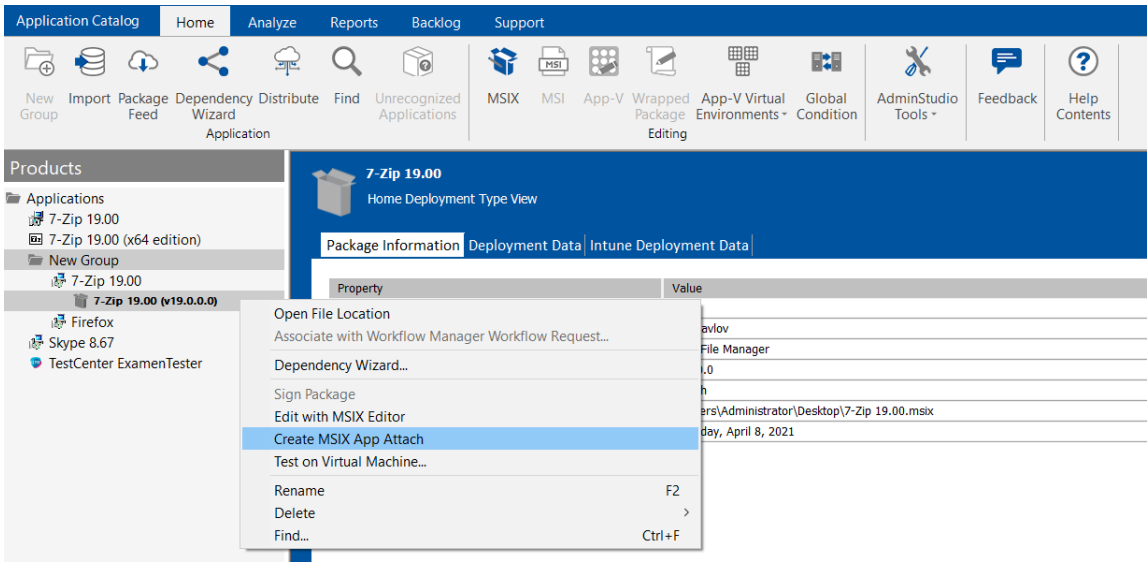 Application Catalog Home Analyze Reports Backlog Support
New Group
Import
Package Feed
Dependency Wizard
Distribute
Find
Unrecognized Applications
Application
MSIX
MSI
MSI
App-V
Wrapped Package
App-V Virtual Environments
Global Condition
Editing
AdminStudio Tools
Feedback
Help Contents
Products
Applications
7-Zip 19.00
7-Zip 19.00 (x64 edition)
New Group
7-Zip 19.00
7-Zip 19.00 (v19.0.0.0)
Firefox
Skype 8.67
TestCenter ExamenTester
7-Zip 19.00
Home Deployment Type View
Package Information Deployment Data Intune Deployment Data
Property Value
avlov
File Manager
.0
h
ers\Administrator\Desktop\7-Zip 19.00.msix
day, April 8, 2021
Open File Location
Associate with Workflow Manager Workflow Request...
Dependency Wizard...
Sign Package
Edit with MSIX Editor
Create MSIX App Attach
Test on Virtual Machine...
Rename F2
Delete
Find... Ctrl+F